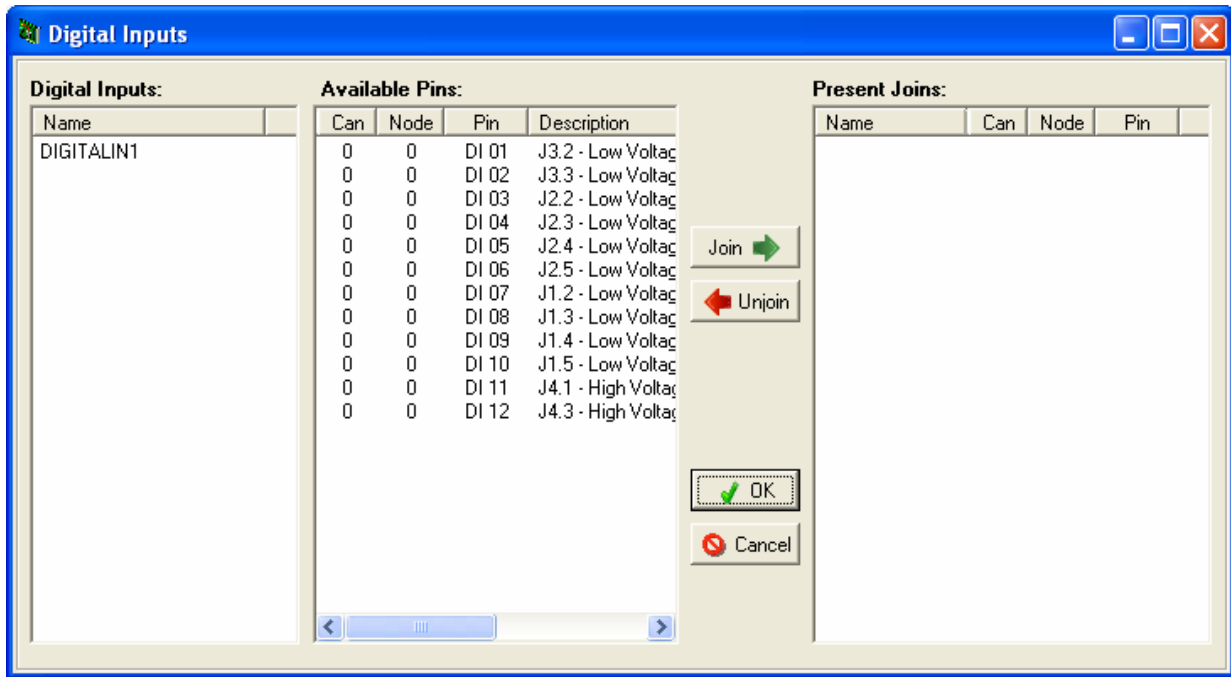 Digital Inputs
Digital Inputs:
Name
DIGITALIN1
Available Pins:
Can Node Pin Description
0 0 DI 01 J3.2 - Low Voltag
0 0 DI 02 J3.3 - Low Voltag
0 0 DI 03 J2.2 - Low Voltag
0 0 DI 04 J2.3 - Low Voltag
0 0 DI 05 J2.4 - Low Voltag
0 0 DI 06 J2.5 - Low Voltag
0 0 DI 07 J1.2 - Low Voltag
0 0 DI 08 J1.3 - Low Voltag
0 0 DI 09 J1.4 - Low Voltag
0 0 DI 10 J1.5 - Low Voltag
0 0 DI 11 J4.1 - High Voltag
0 0 DI 12 J4.3 - High Voltag
Join
Unjoin
OK
Cancel
Present Joins:
Name Can Node Pin